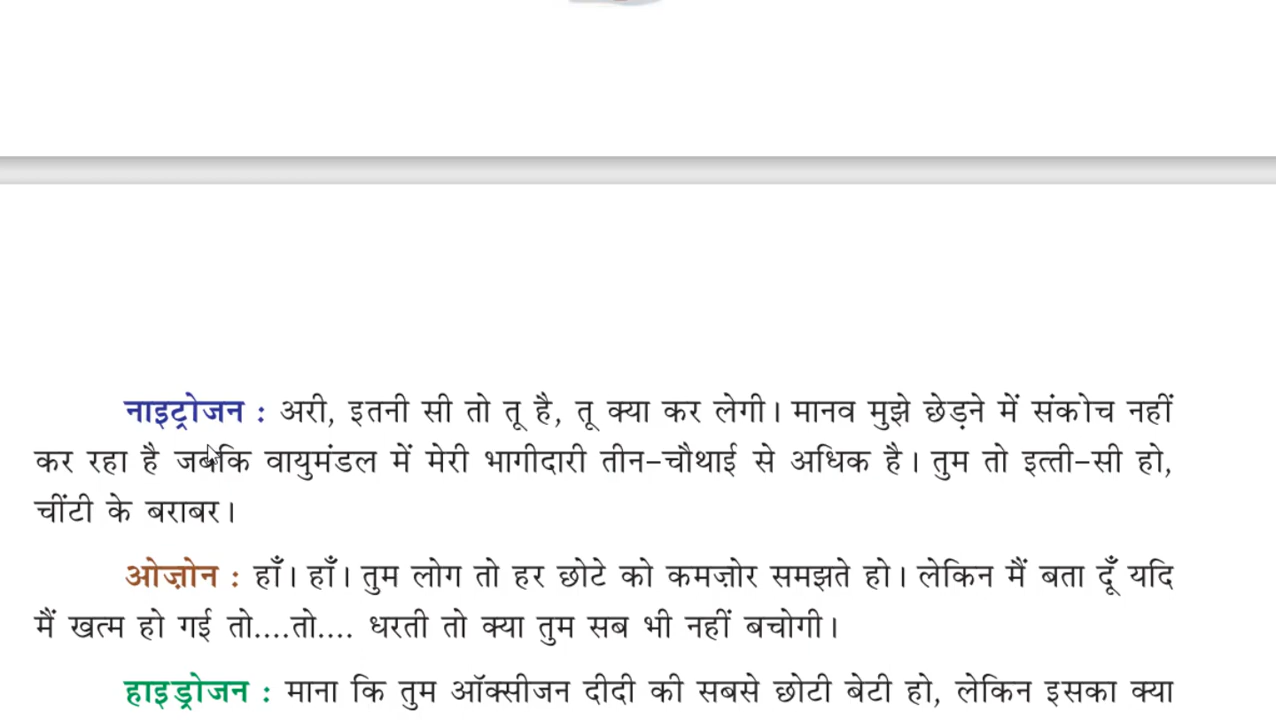 नाइट्रोजन : अरी, इतनी सी तो तू है, तू क्या कर लेगी। मानव मुझे छेड़ने में संकोच नहीं
कर रहा है जबकि वायुमंडल में मेरी भागीदारी तीन-चौथाई से अधिक है। तुम तो इत्ती-सी हो,
चींटी के बराबर।
ओज़ोन : हाँ। हाँ। तुम लोग तो हर छोटे को कमज़ोर समझते हो। लेकिन मैं बता दूँ यदि
मैं खत्म हो गई तो....तो.... धरती तो क्या तुम सब भी नहीं बचोगी।
हाइड्रोजन : माना कि तुम ऑक्सीजन दीदी की सबसे छोटी बेटी हो, लेकिन इसका क्या